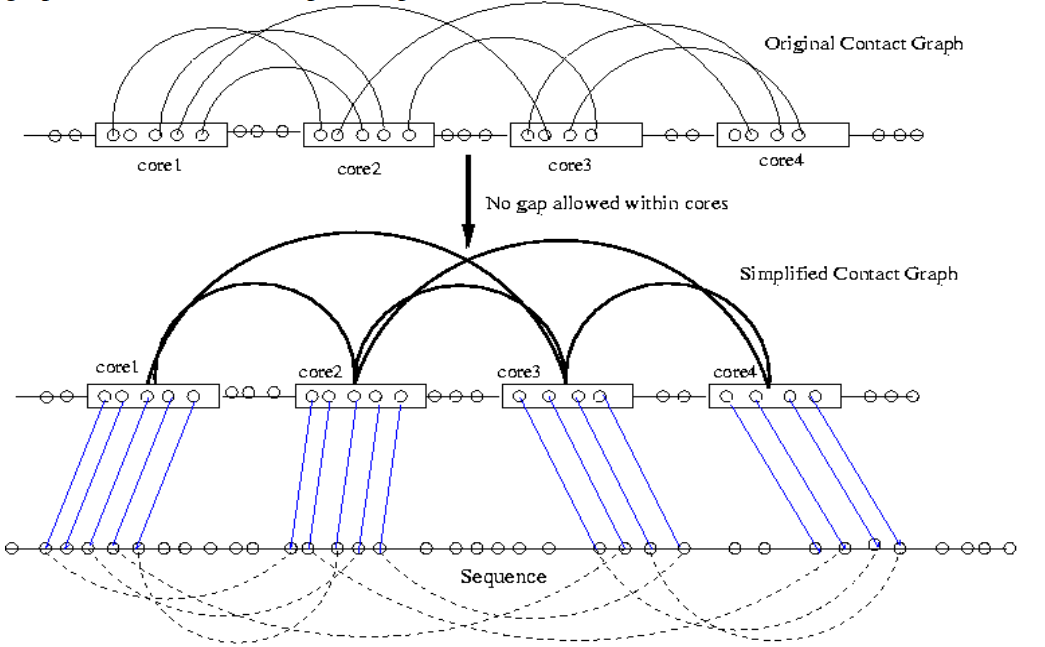 Original Contact Graph
core1
core2
core3
core4
No gap allowed within cores
Simplified Contact Graph
core1
core2
core3
core4
Sequence